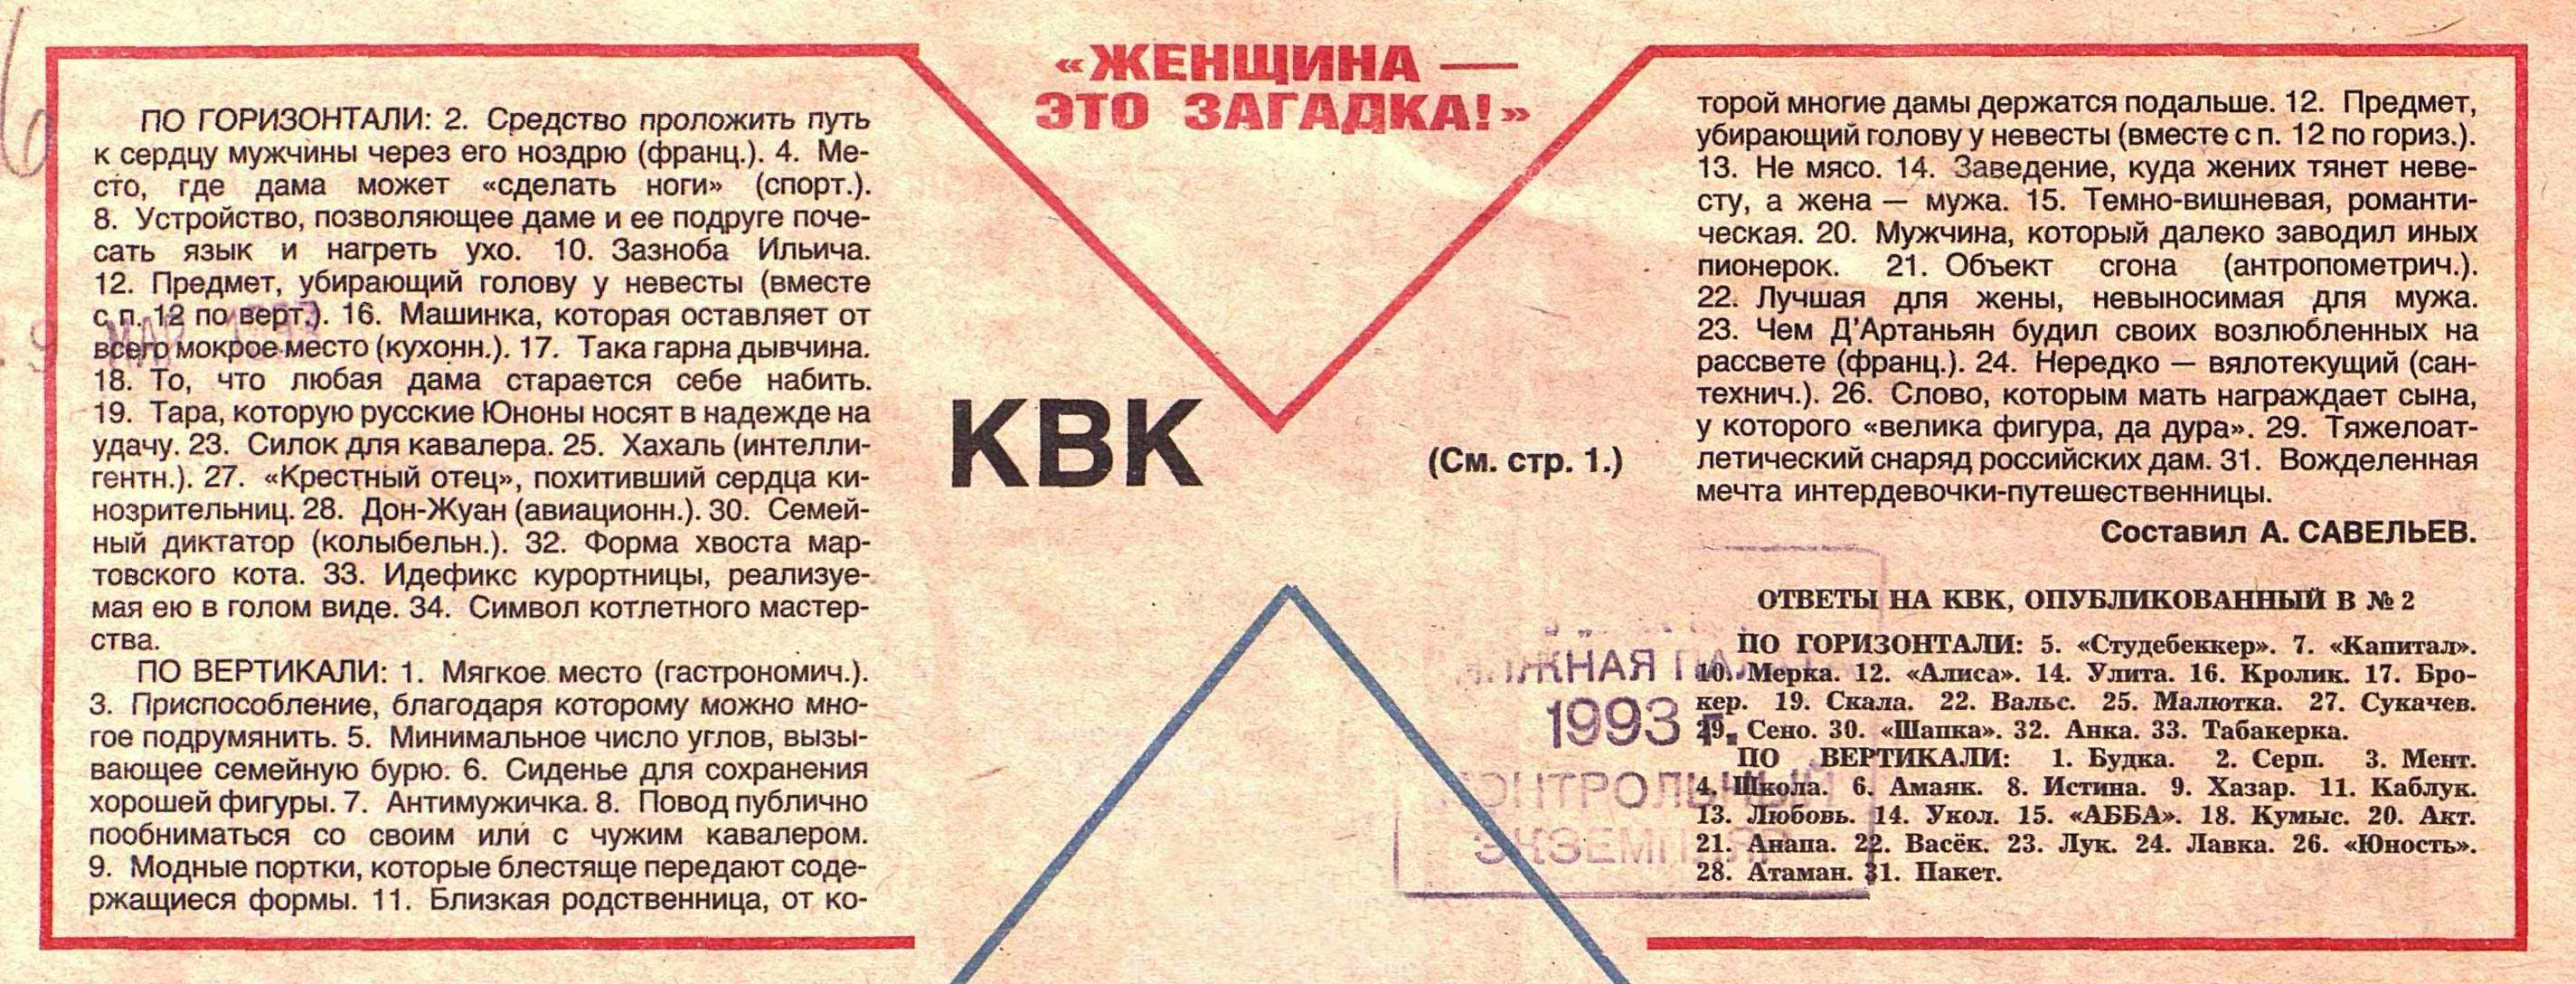 «ЖЕНЩИНА —
ЭТО ЗАГАДКА!»
ПО ГОРИЗОНТАЛИ: 2. Средство проложить путь
к сердцу мужчины через его ноздрю (франц.). 4. Ме-
сто, где дама может «сделать ноги» (спорт.).
8. Устройство, позволяющее даме и ее подруге поче-
сать язык и нагреть ухо. 10. Зазноба Ильича.
12. Предмет, убирающий голову у невесты (вместе
с п. 12 по верт.). 16. Машинка, которая оставляет от
всего мокрое место (кухонн.). 17. Така гарна дывчина.
18. То, что любая дама старается себе набить.
19. Тара, которую русские Юноны носят в надежде на
удачу. 23. Силок для кавалера. 25. Хахаль (интелли-
гентн.). 27. «Крестный отец», похитивший сердца ки-
нозрительниц. 28. Дон-Жуан (авиационн.). 30. Семей-
ный диктатор (колыбельн.). 32. Форма хвоста мар-
товского кота. 33. Идефикс курортницы, реализуе-
мая ею в голом виде. 34. Символ котлетного мастер-
ства.
ПО ВЕРТИКАЛИ: 1. Мягкое место (гастрономич.).
3. Приспособление, благодаря которому можно мно-
гое подрумянить. 5. Минимальное число углов, вызы-
вающее семейную бурю. 6. Сиденье для сохранения
хорошей фигуры. 7. Антимужичка. 8. Повод публично
пообниматься со своим или с чужим кавалером.
9. Модные портки, которые блестяще передают соде-
ржащиеся формы. 11. Близкая родственница, от ко-
КВК
(См. стр. 1.)
торой многие дамы держатся подальше. 12. Предмет,
убирающий голову у невесты (вместе с п. 12 по гориз.).
13. Не мясо. 14. Заведение, куда жених тянет неве-
сту, а жена — мужа. 15. Темно-вишневая, романти-
ческая. 20. Мужчина, который далеко заводил иных
пионерок. 21. Объект сгона (антропометрич.).
22. Лучшая для жены, невыносимая для мужа.
23. Чем Д'Артаньян будил своих возлюбленных на
рассвете (франц.). 24. Нередко — вялотекущий (сан-
технич.). 26. Слово, которым мать награждает сына,
у которого «велика фигура, да дура». 29. Тяжелоат-
летический снаряд российских дам. 31. Вожделенная
мечта интердевочки-путешественницы.
Составил А. САВЕЛЬЕВ.
ОТВЕТЫ НА КВК, ОПУБЛИКОВАННЫЙ В № 2
ПО ГОРИЗОНТАЛИ: 5. «Студебеккер». 7. «Капитал».
10. Мерка. 12. «Алиса». 14. Улита. 16. Кролик. 17. Бро-
кер. 19. Скала. 22. Вальс. 25. Малютка. 27. Сукачев.
29. Сено. 30. «Шапка». 32. Анка. 33. Табакерка.
ПО ВЕРТИКАЛИ: 1. Будка. 2. Серп. 3. Мент.
4. Школа. 6. Амаяк. 8. Истина. 9. Хазар. 11. Каблук.
13. Любовь. 14. Укол. 15. «АББА». 18. Кумыс. 20. Акт.
21. Анапа. 22. Васёк. 23. Лук. 24. Лавка. 26. «Юность».
28. Атаман. 31. Пакет.
1993 г.
КОНТРОЛЬНЫЙ
ЭКЗЕМПЛЯР